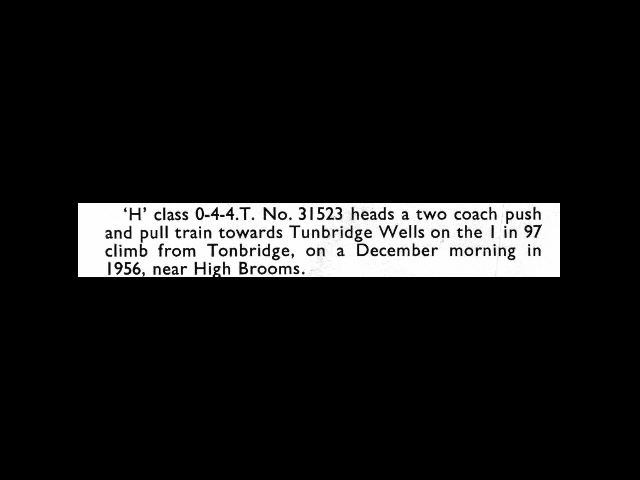 'H' class 0-4-4.T. No. 31523 heads a two coach push
and pull train towards Tunbridge Wells on the 1 in 97
climb from Tonbridge, on a December morning in
1956, near High Brooms.